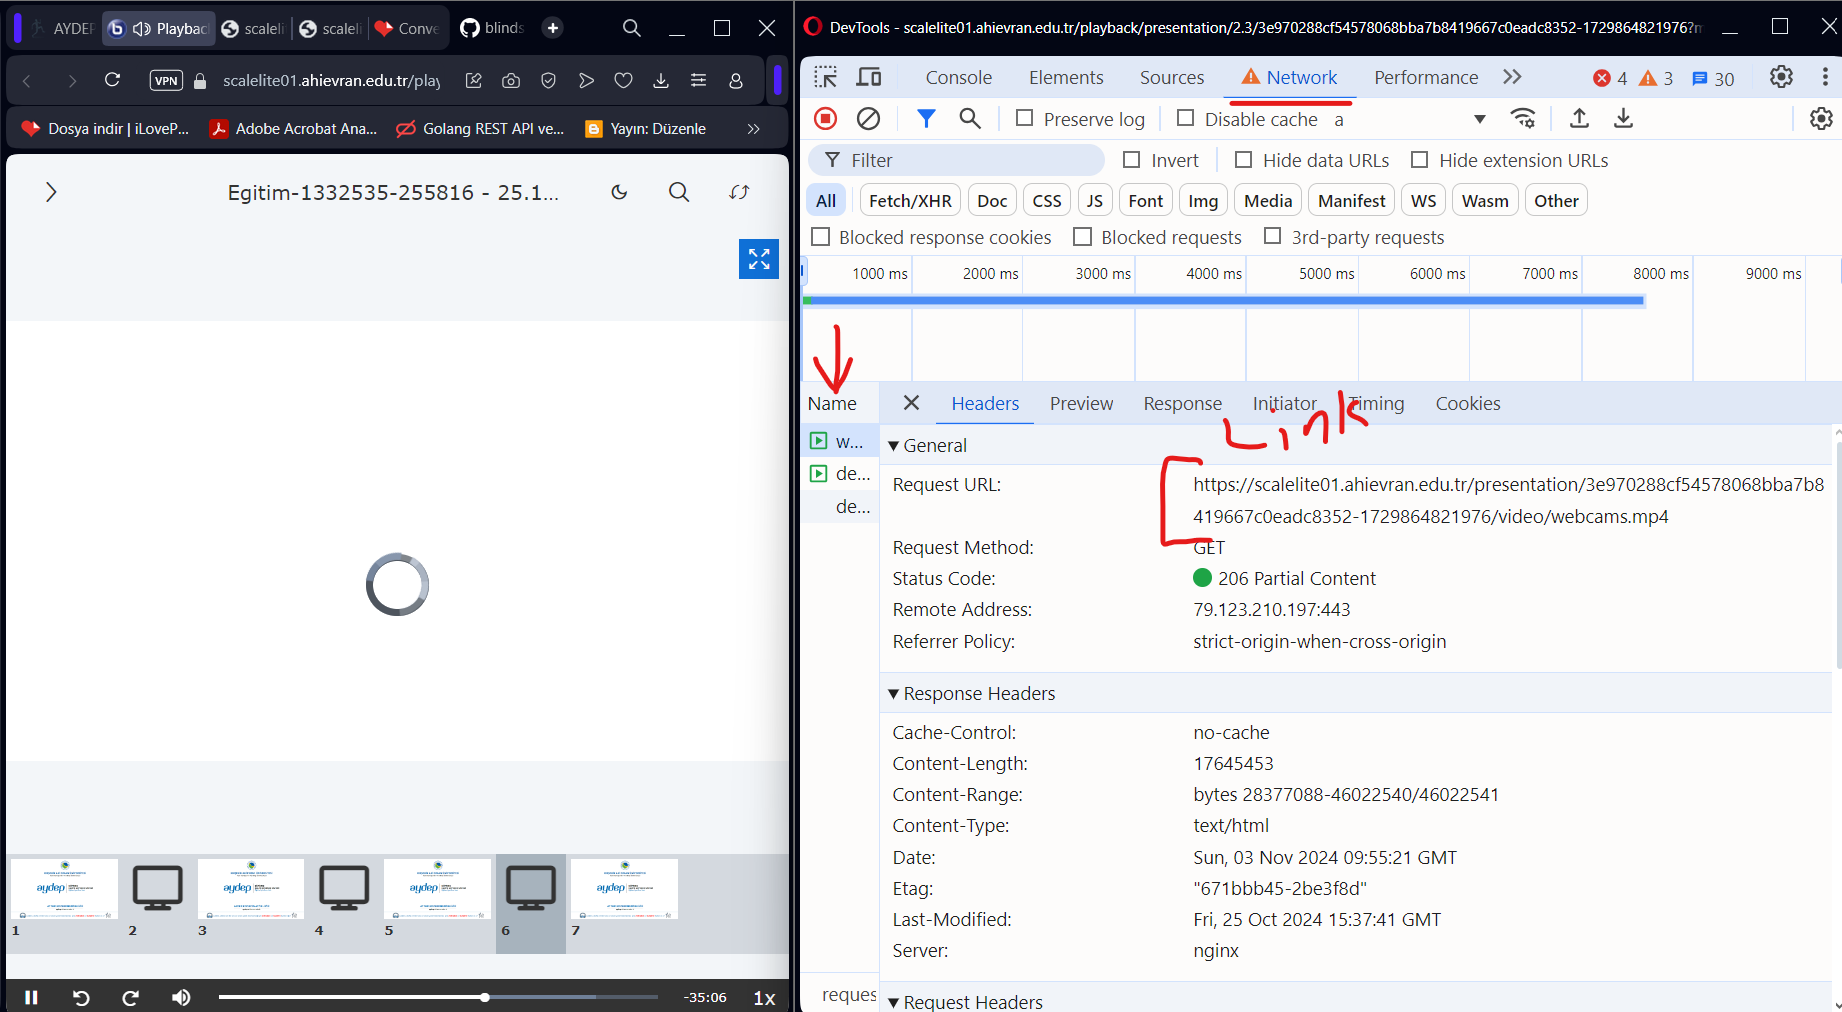 AYDEP
Playbac
scaleli
scaleli
Conve
blinds
VPN
scalelite01.ahievran.edu.tr/play
Dosya indir | iLoveP...
Adobe Acrobat Ana...
Golang REST API ve...
Yayın: Düzenle
Egitim-1332535-255816 - 25.1...
aydep
aydep
aydep
aydep
1
2
3
4
5
6
7
-35:06
1x
DevTools - scalelite01.ahievran.edu.tr/playback/presentation/2.3/3e970288cf54578068bba7b8419667c0eadc8352-1729864821976?m
Console
Elements
Sources
Network
Performance
4
3
30
Preserve log
Disable cache
a
Filter
Invert
Hide data URLs
Hide extension URLs
All
Fetch/XHR
Doc
CSS
JS
Font
Img
Media
Manifest
WS
Wasm
Other
Blocked response cookies
Blocked requests
3rd-party requests
1000 ms
2000 ms
3000 ms
4000 ms
5000 ms
6000 ms
7000 ms
8000 ms
9000 ms
Name
w...
de...
de...
reques
Headers
Preview
Response
Initiator
Timing
Cookies
Link
General
Request URL:
https://scalelite01.ahievran.edu.tr/presentation/3e970288cf54578068bba7b8
419667c0eadc8352-1729864821976/video/webcams.mp4
Request Method:
GET
Status Code:
206 Partial Content
Remote Address:
79.123.210.197:443
Referrer Policy:
strict-origin-when-cross-origin
Response Headers
Cache-Control:
no-cache
Content-Length:
17645453
Content-Range:
bytes 28377088-46022540/46022541
Content-Type:
text/html
Date:
Sun, 03 Nov 2024 09:55:21 GMT
Etag:
"671bbb45-2be3f8d"
Last-Modified:
Fri, 25 Oct 2024 15:37:41 GMT
Server:
nginx
Request Headers